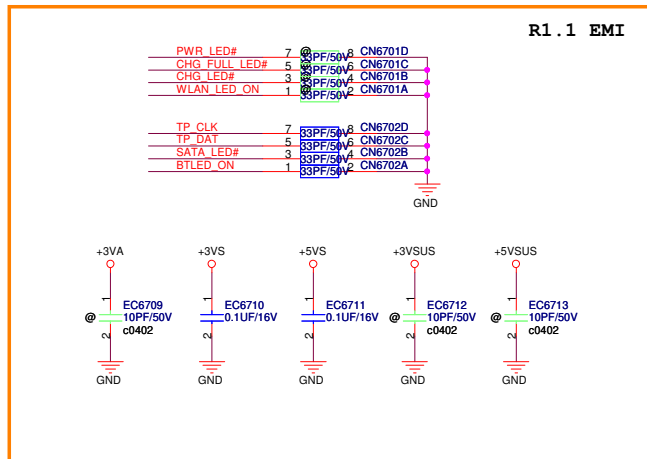 R1.1 EMI
PWR_LED# 7 @ 33PF/50V 8 CN6701D
CHG_FULL_LED# 5 6 CN6701C
CHG_LED# 3 4 CN6701B
WLAN_LED_ON 1 @ 33PF/50V 2 CN6701A
TP_CLK 7 33PF/50V 8 CN6702D
TP_DAT 5 33PF/50V 6 CN6702C
SATA_LED# 3 33PF/50V 4 CN6702B
BTLED_ON 1 33PF/50V 2 CN6702A
GND
+3VA +3VS +5VS +3VSUS +5VSUS
1 1 1 1 1
EC6709 EC6710 EC6711 EC6712 EC6713
@ 10PF/50V 0.1UF/16V 0.1UF/16V @ 10PF/50V @ 10PF/50V
c0402 c0402 c0402
2 2 2 2 2
GND GND GND GND GND